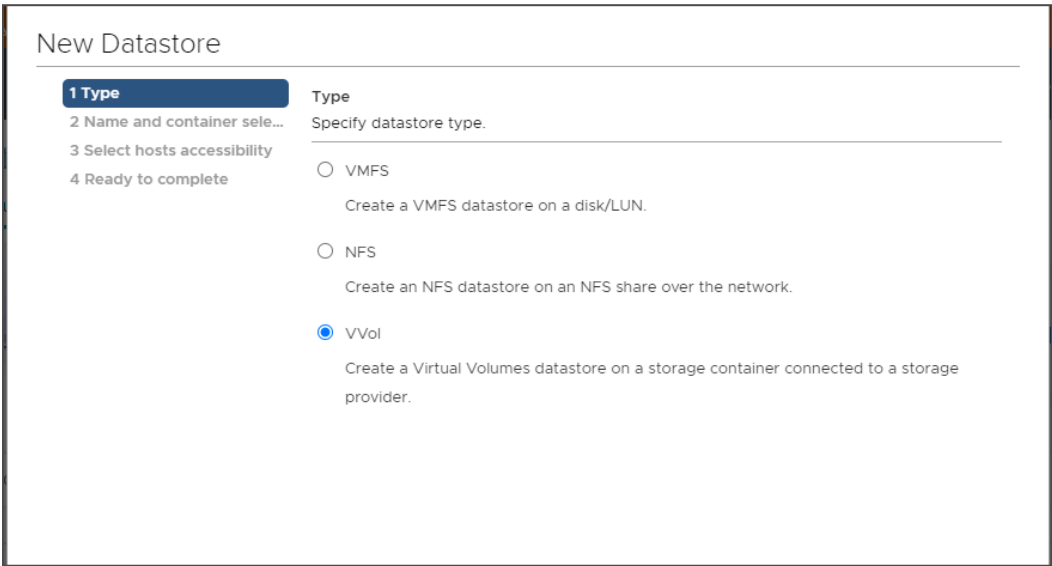 New Datastore
1 Type
2 Name and container sele...
3 Select hosts accessibility
4 Ready to complete
Type
Specify datastore type.
VMFS
Create a VMFS datastore on a disk/LUN.
NFS
Create an NFS datastore on an NFS share over the network.
VVol
Create a Virtual Volumes datastore on a storage container connected to a storage
provider.